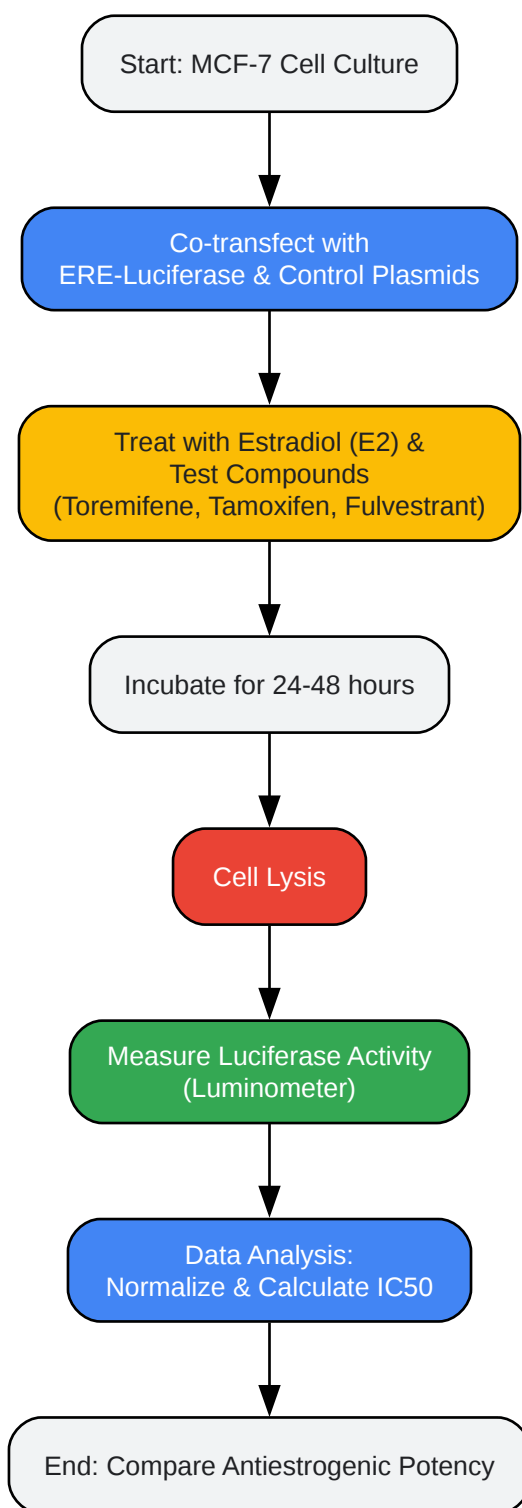 Start: MCF-7 Cell Culture
Co-transfect with
ERE-Luciferase & Control Plasmids
Treat with Estradiol (E2) &
Test Compounds
(Toremifene, Tamoxifen, Fulvestrant)
Incubate for 24-48 hours
Cell Lysis
Measure Luciferase Activity
(Luminometer)
Data Analysis:
Normalize & Calculate IC50
End: Compare Antiestrogenic Potency